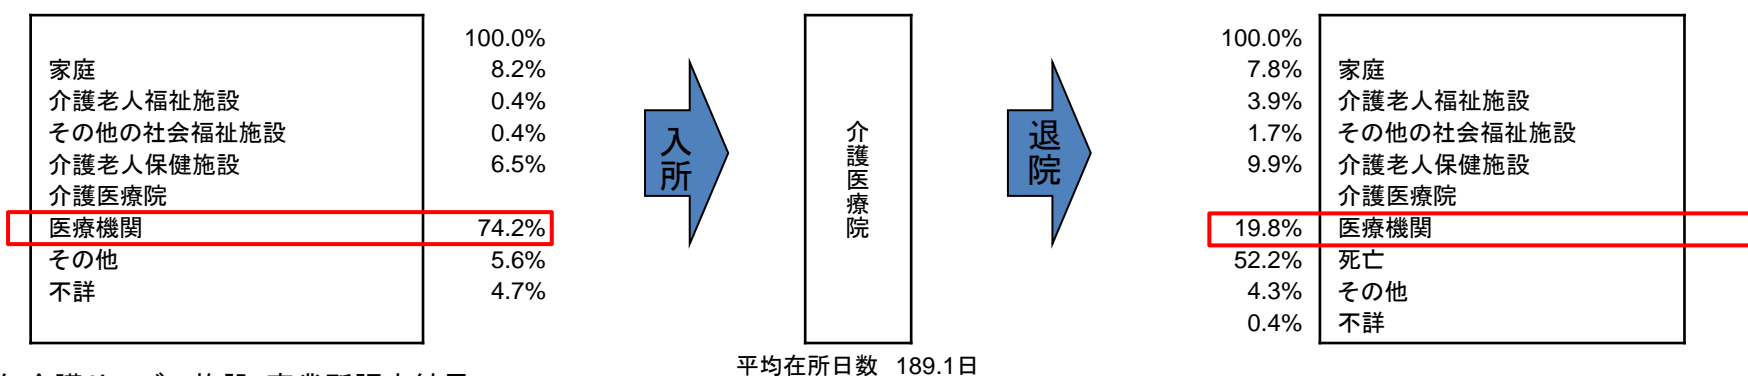 100.0%
家庭 8.2%
介護老人福祉施設 0.4%
その他の社会福祉施設 0.4%
介護老人保健施設 6.5%
介護医療院
医療機関 74.2%
その他 5.6%
不詳 4.7%
入所
介護医療院
平均在所日数 189.1日
退院
100.0%
7.8% 家庭
3.9% 介護老人福祉施設
1.7% その他の社会福祉施設
9.9% 介護老人保健施設
介護医療院
19.8% 医療機関
52.2% 死亡
4.3% その他
0.4% 不詳